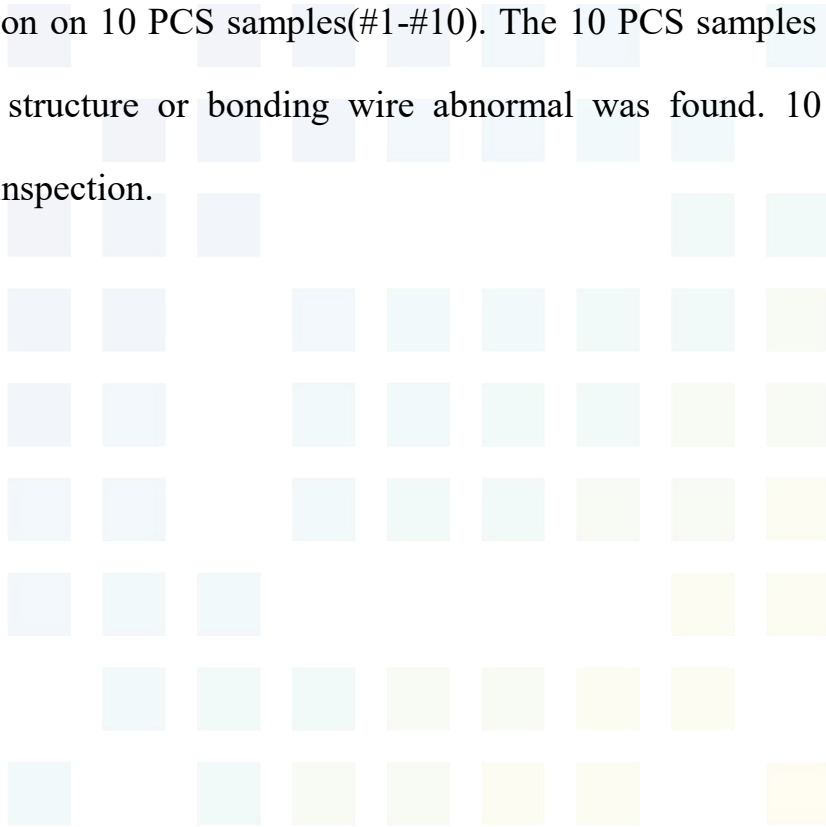 on on 10 PCS samples(#1-#10). The 10 PCS samples
structure or bonding wire abnormal was found. 10
nspection.